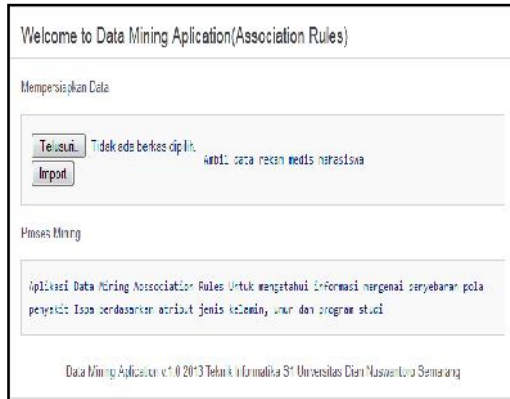 Welcome to Data Mining Aplication(Association Rules)
Mempersiapkan Data
Telusuri.. Tidak ada berkas dipilih.
Ambil data rekam medis mahasiswa
Import
Proses Mining
Aplikasi Data Mining Asssociation Rules Untuk mengetahui informasi mengenai penyebaran pola
penyakit Ispa berdasarkan atribut jenis kelamin, umur dan program studi
Data Mining Aplication v.1.0 2013 Teknik Informatika S1 Universitas Dian Nuswantoro Semarang